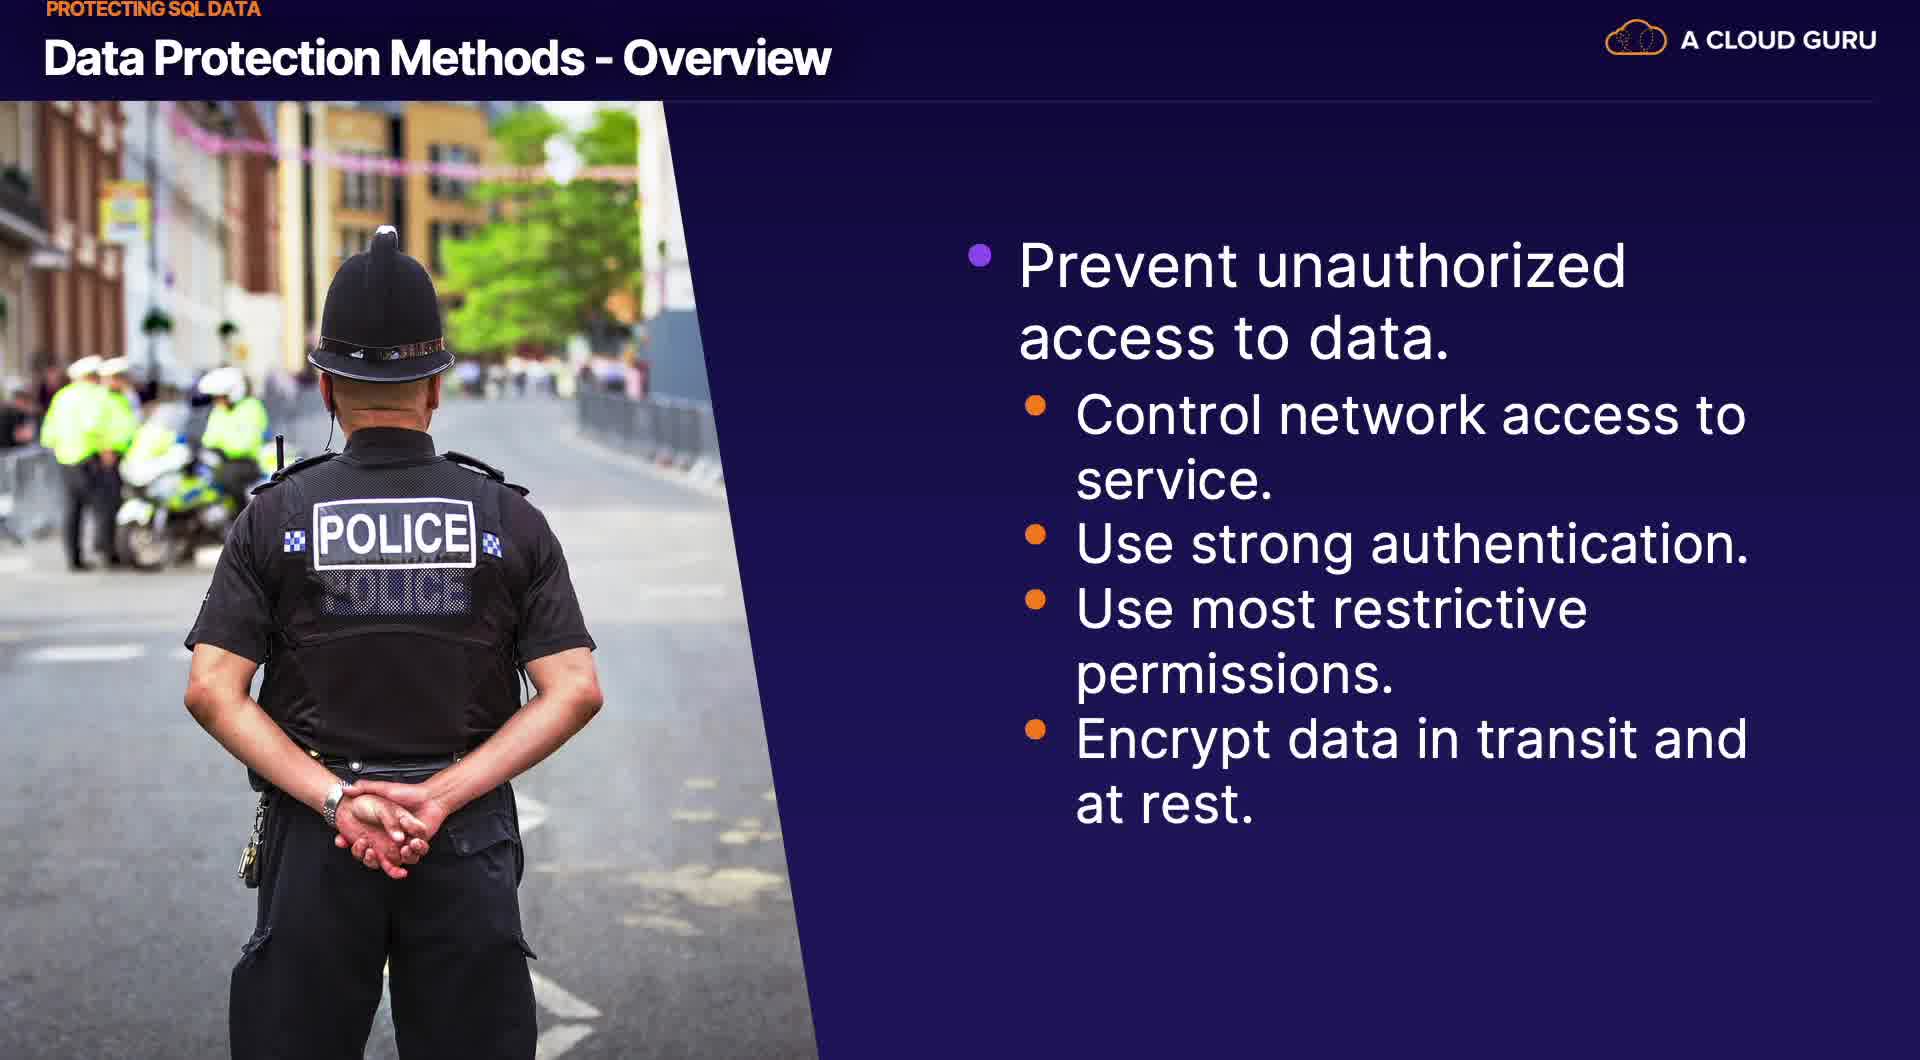 PROTECTING SQL DATA
Data Protection Methods - Overview
A CLOUD GURU
POLICE
POLICE
Prevent unauthorized
access to data.
Control network access to
service.
Use strong authentication.
Use most restrictive
permissions.
Encrypt data in transit and
at rest.